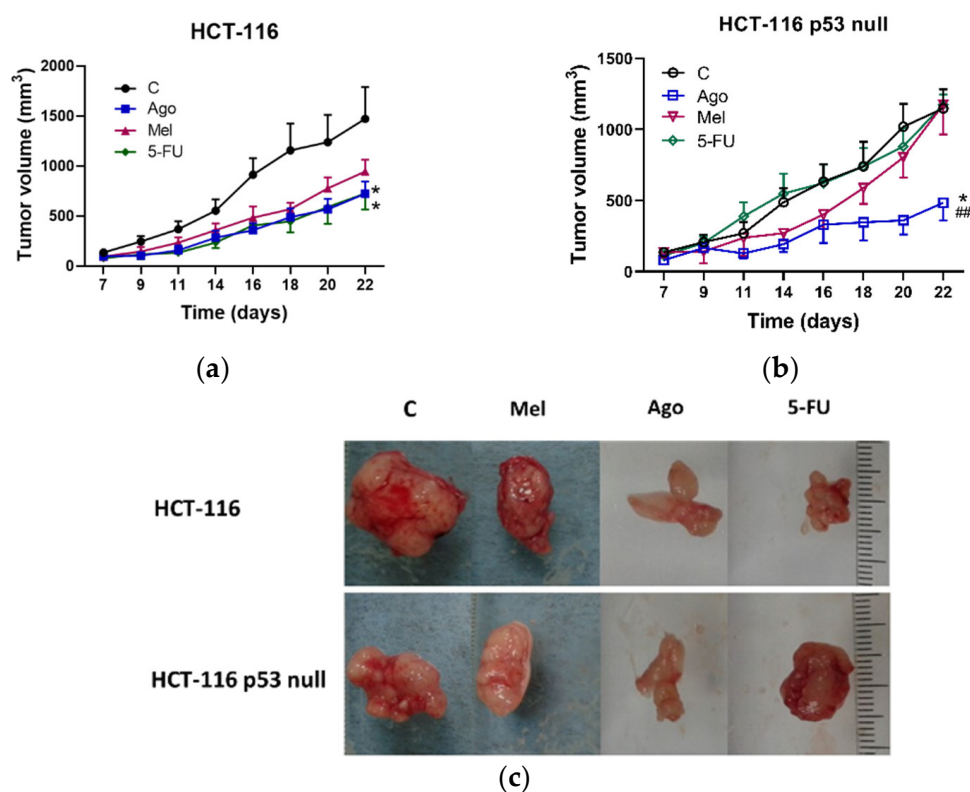 HCT-116
Tumor volume (mm³)
2000
1500
1000
500
0
C
Ago
Mel
5-FU
*
*
7 9 11 14 16 18 20 22
Time (days)
(a)
HCT-116 p53 null
Tumor volume (mm³)
1500
1000
500
0
C
Ago
Mel
5-FU
*
##
7 9 11 14 16 18 20 22
Time (days)
(b)
C Mel Ago 5-FU
HCT-116
HCT-116 p53 null
(c)